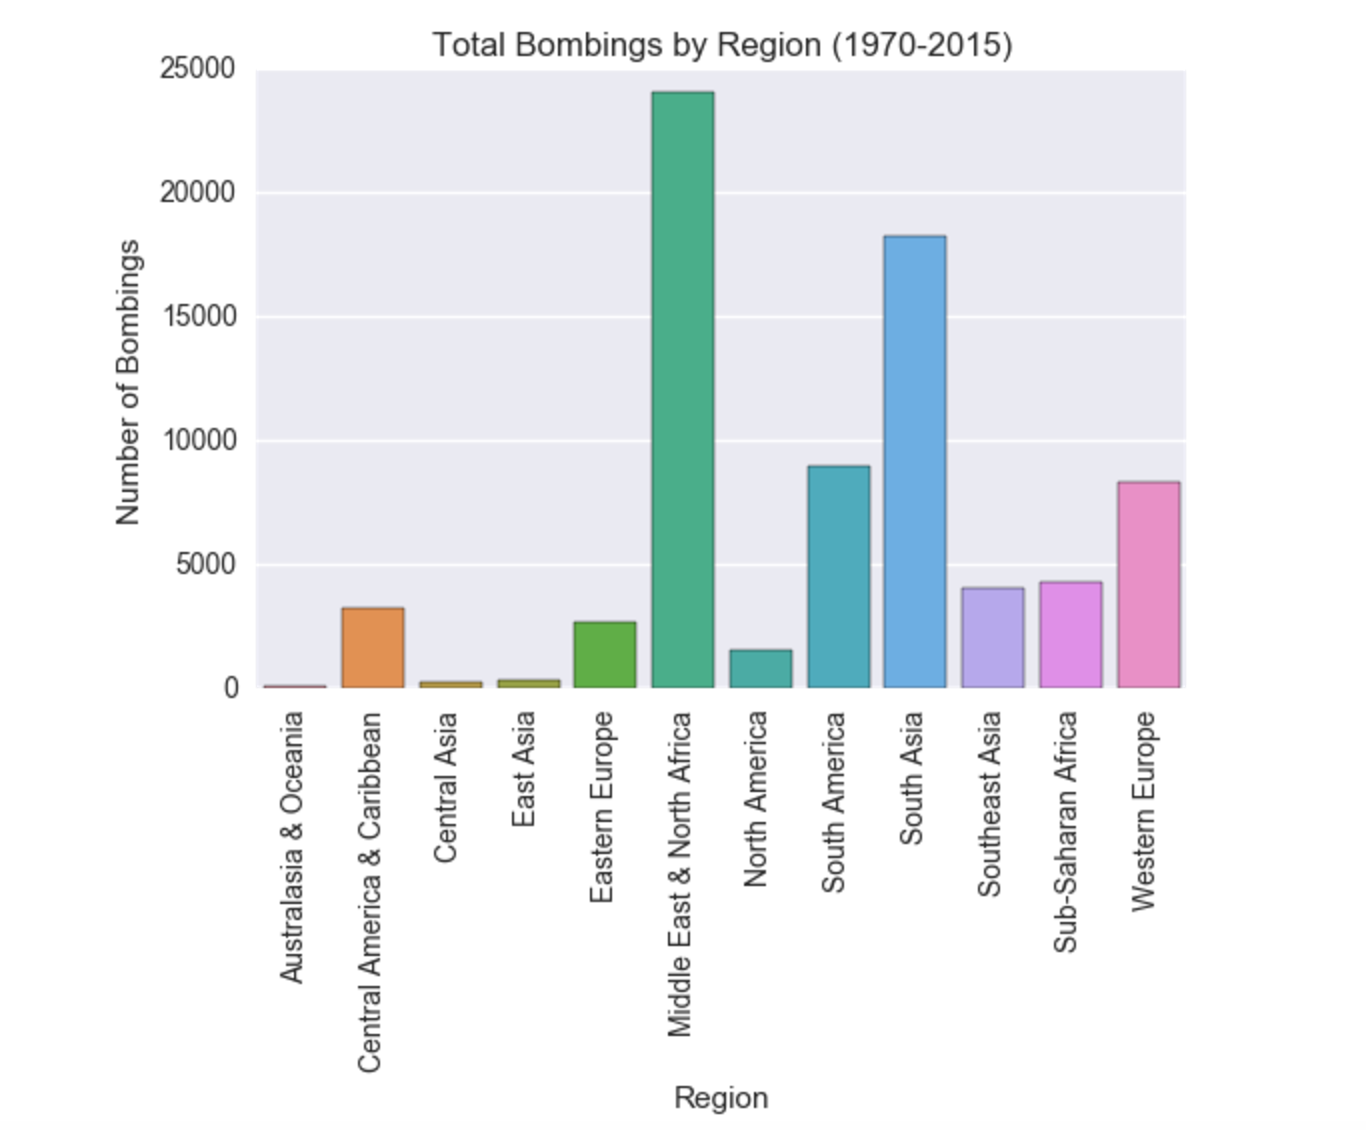 Total Bombings by Region (1970-2015)
25000
20000
15000
10000
5000
0
Number of Bombings
Australasia & Oceania
Central America & Caribbean
Central Asia
East Asia
Eastern Europe
Middle East & North Africa
North America
South America
South Asia
Southeast Asia
Sub-Saharan Africa
Western Europe
Region